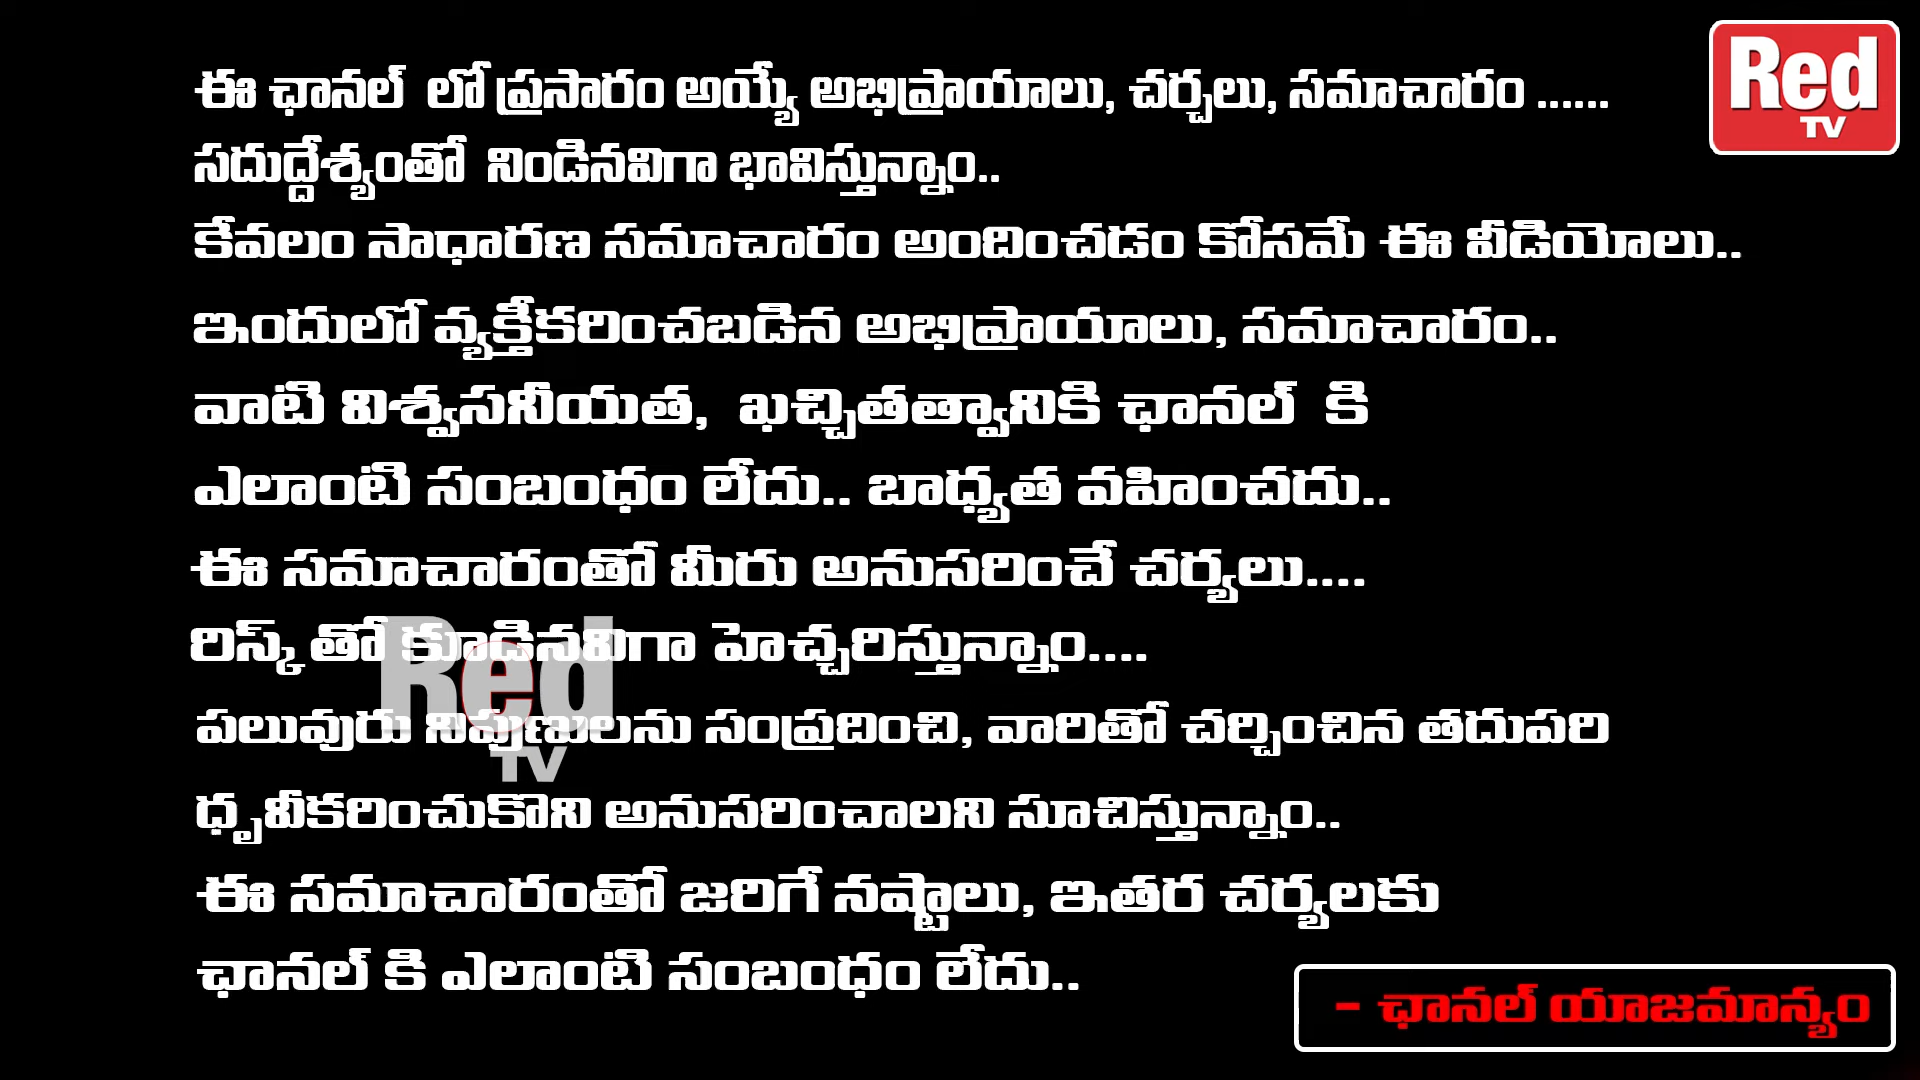 ఈ ఛానల్ లో ప్రసారం అయ్యే అభిప్రాయాలు, చర్చలు, సమాచారం ......
సదుద్దేశ్యంతో నిండినవిగా భావిస్తున్నాం..
కేవలం సాధారణ సమాచారం అందించడం కోసమే ఈ వీడియోలు..
ఇందులో వ్యక్తీకరించబడిన అభిప్రాయాలు, సమాచారం..
వాటి విశ్వసనీయత, ఖచ్చితత్వానికి ఛానల్ కి
ఎలాంటి సంబంధం లేదు.. బాధ్యత వహించదు..
ఈ సమాచారంతో మీరు అనుసరించే చర్యలు....
రిస్క్ తో కూడినవిగా హెచ్చరిస్తున్నాం....
పలువురు నిపుణులను సంప్రదించి, వారితో చర్చించిన తదుపరి
ధృవీకరించుకొని అనుసరించాలని సూచిస్తున్నాం..
ఈ సమాచారంతో జరిగే నష్టాలు, ఇతర చర్యలకు
ఛానల్ కి ఎలాంటి సంబంధం లేదు..
- ఛానల్ యాజమాన్యం
Red
TV
Red
TV